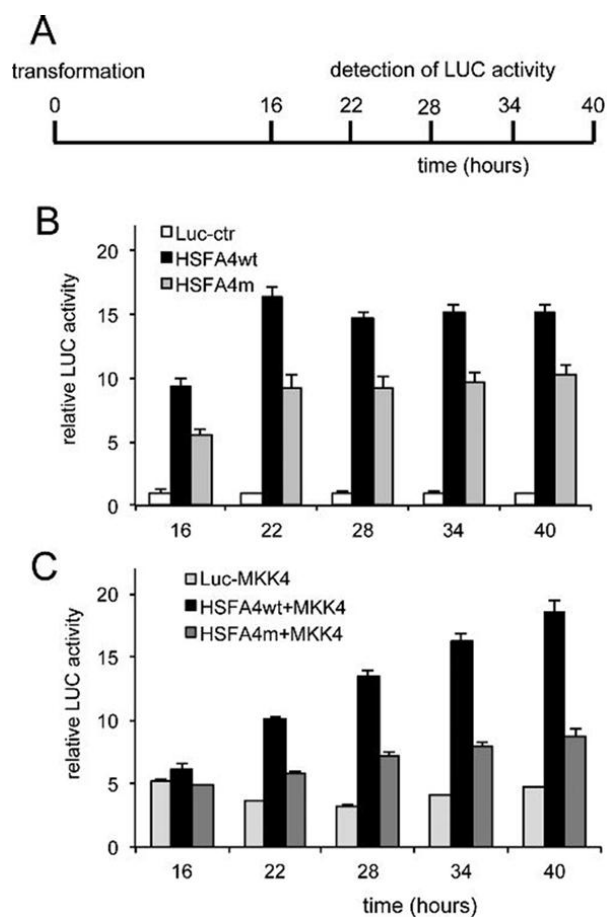 A
transformation
detection of LUC activity
0
16
22
28
34
40
time (hours)
B
relative LUC activity
20
15
10
5
0
Luc-ctr
HSFA4wt
HSFA4m
16
22
28
34
40
C
relative LUC activity
20
15
10
5
0
Luc-MKK4
HSFA4wt+MKK4
HSFA4m+MKK4
16
22
28
34
40
time (hours)